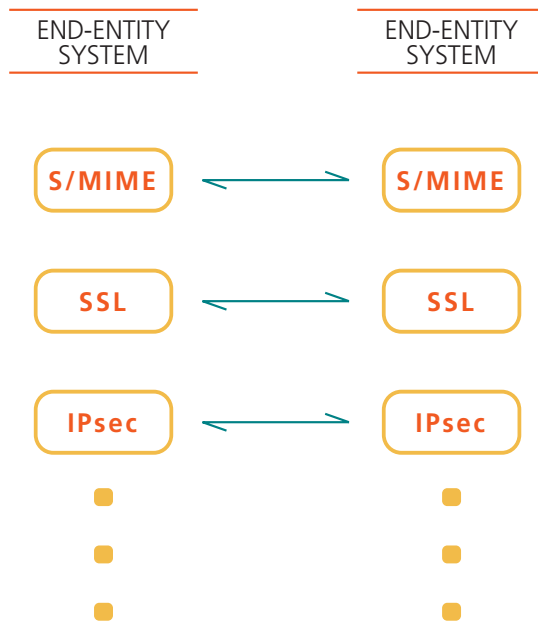 END-ENTITY
SYSTEM
END-ENTITY
SYSTEM
S/MIME
S/MIME
SSL
SSL
IPsec
IPsec